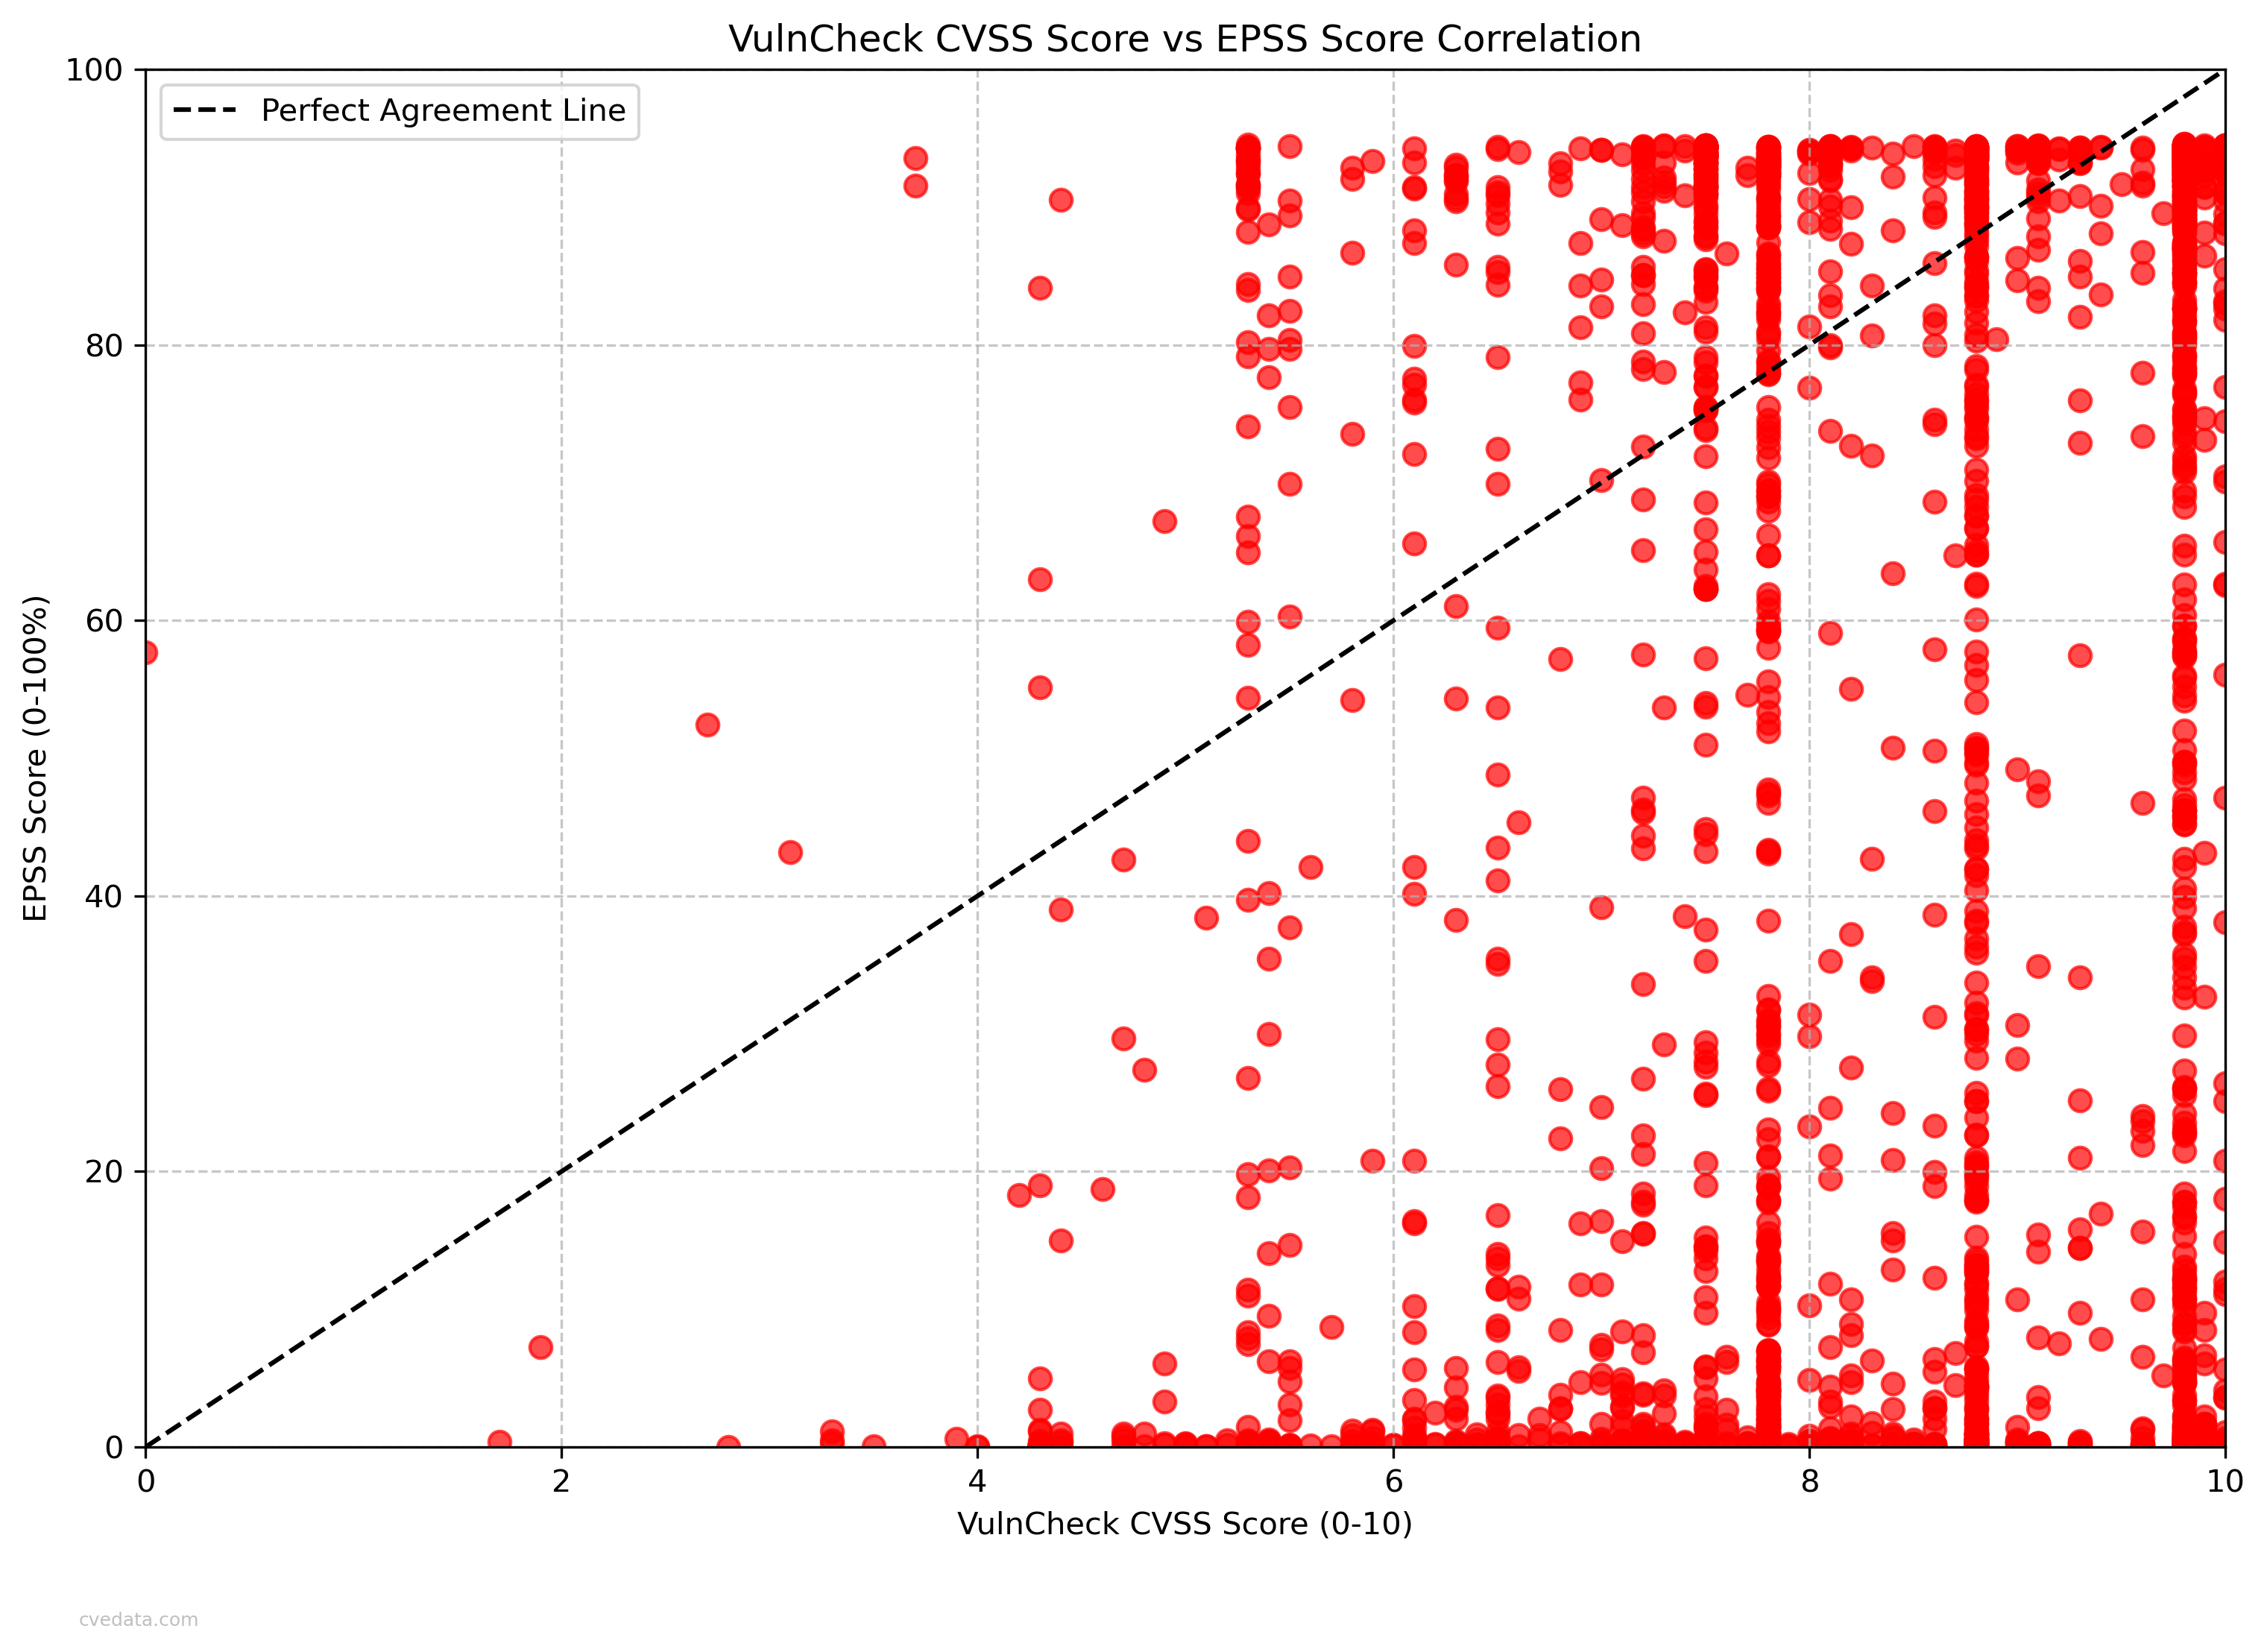 VulnCheck CVSS Score vs EPSS Score Correlation
100
80
60
40
20
0
EPSS Score (0-100%)
Perfect Agreement Line
0 2 4 6 8 10
VulnCheck CVSS Score (0-10)
cvedata.com